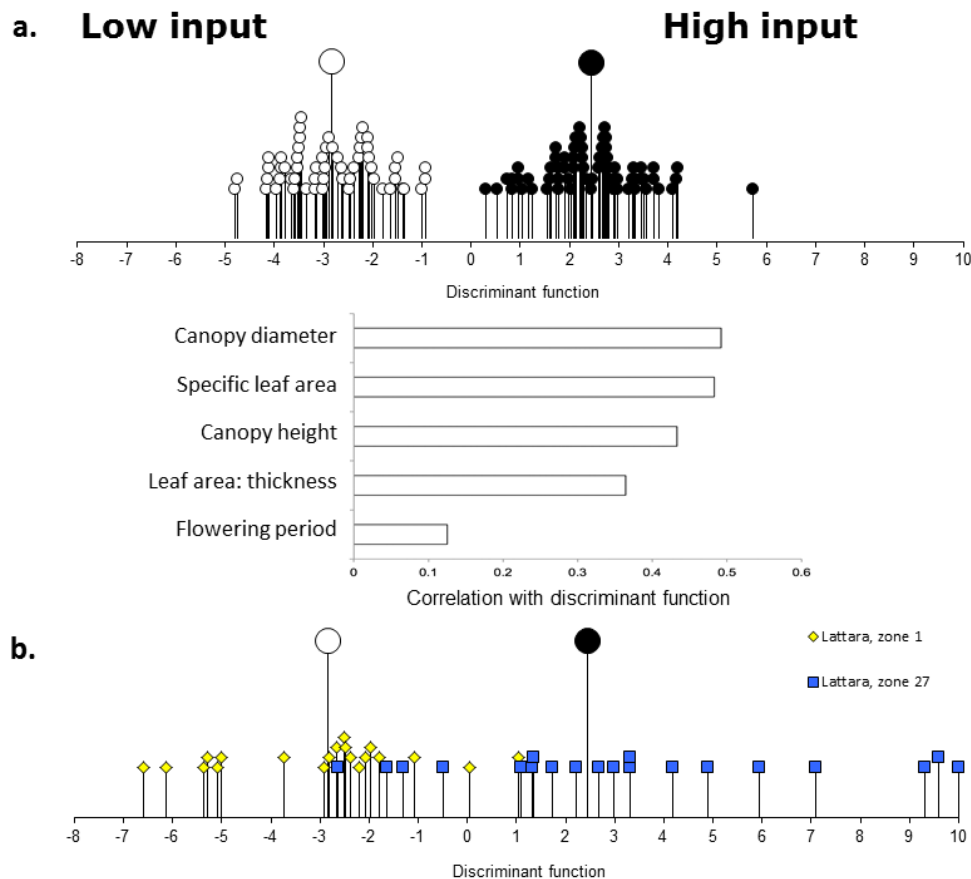 a. Low input High input
-8 -7 -6 -5 -4 -3 -2 -1 0 1 2 3 4 5 6 7 8 9 10
Discriminant function
Canopy diameter
Specific leaf area
Canopy height
Leaf area: thickness
Flowering period
0 0.1 0.2 0.3 0.4 0.5 0.6
Correlation with discriminant function
b.
Lattara, zone 1
Lattara, zone 27
-8 -7 -6 -5 -4 -3 -2 -1 0 1 2 3 4 5 6 7 8 9 10
Discriminant function